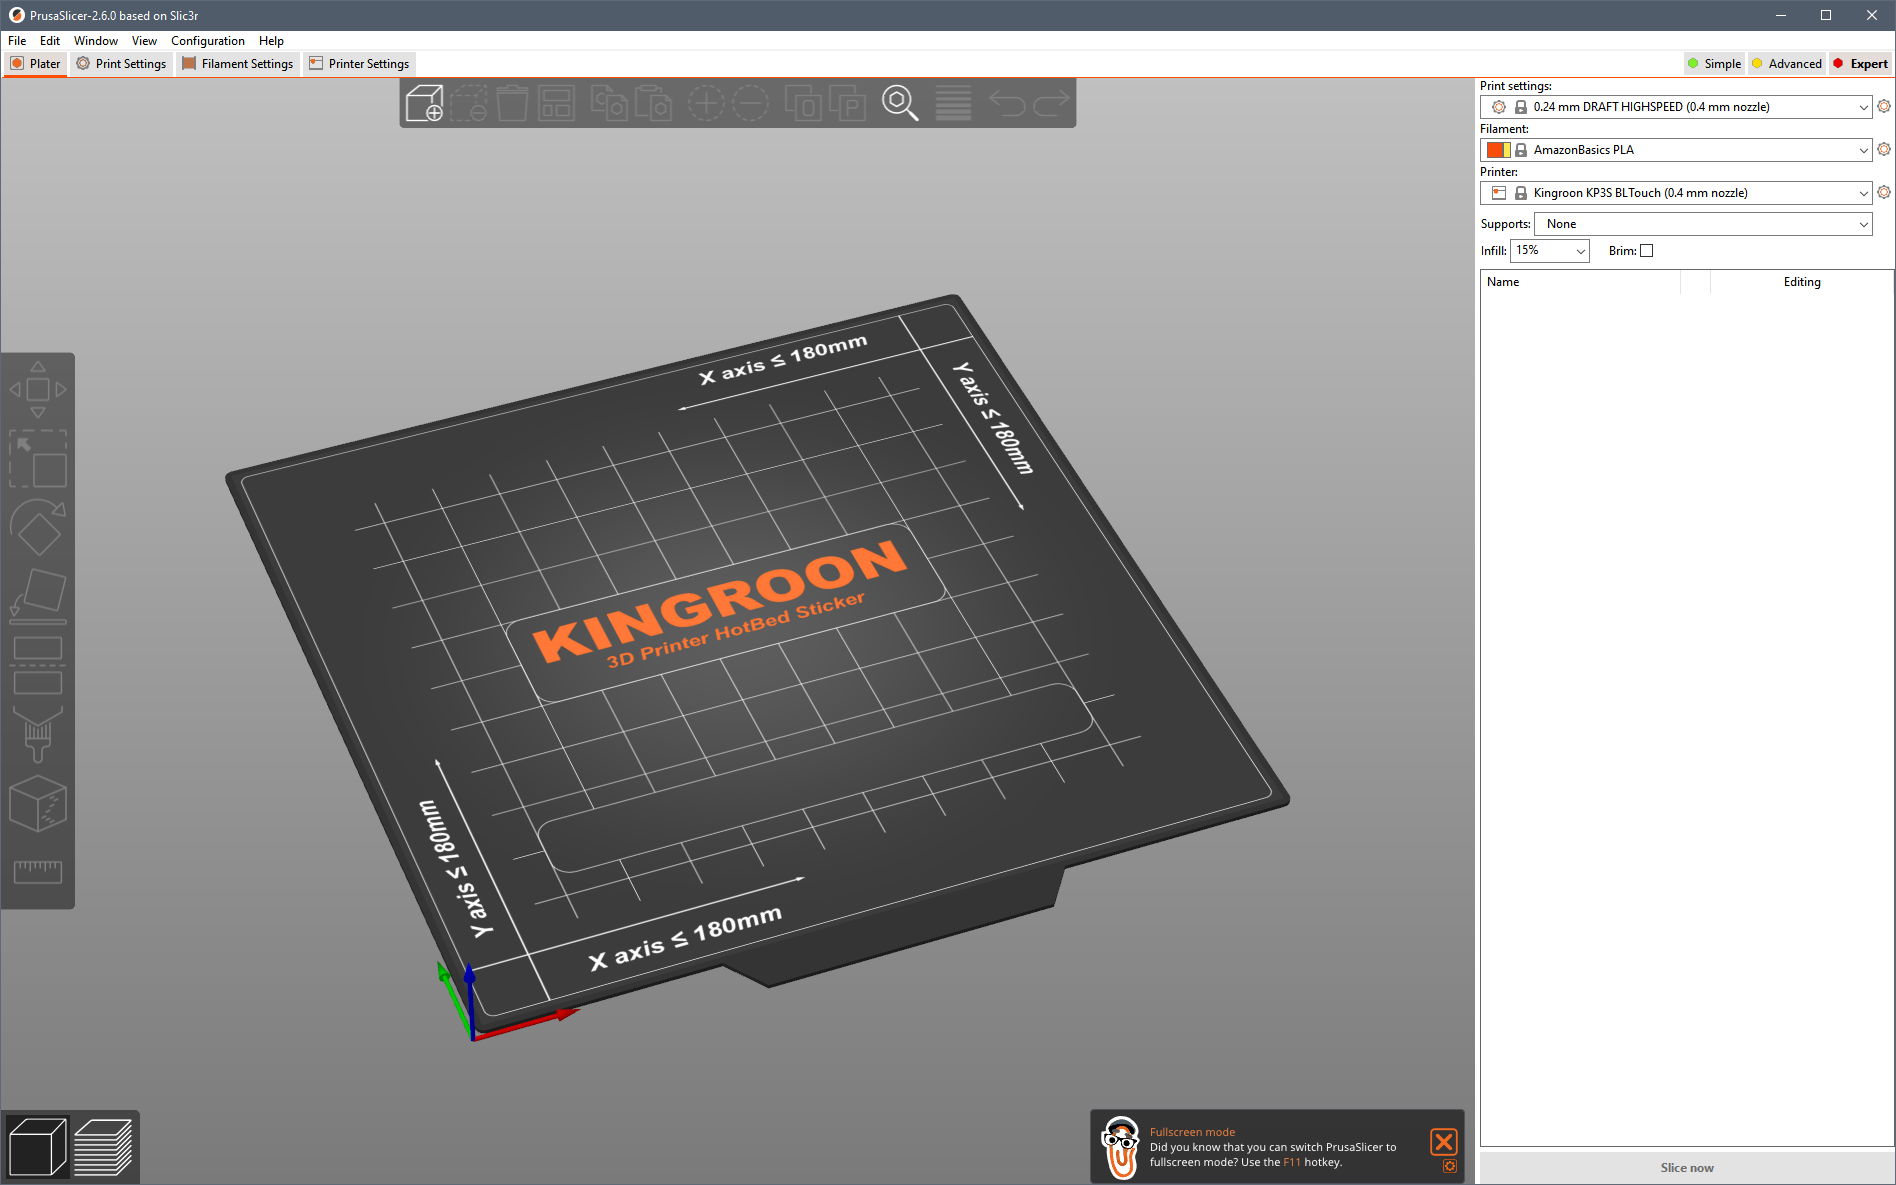 PrusaSlicer-2.6.0 based on Slic3r
File Edit Window View Configuration Help
Plater Print Settings Filament Settings Printer Settings
Simple Advanced Expert
Print settings:
0.24 mm DRAFT HIGHSPEED (0.4 mm nozzle)
Filament:
AmazonBasics PLA
Printer:
Kingroon KP3S BLTouch (0.4 mm nozzle)
Supports: None
Infill: 15% Brim:
Name Editing
X axis ≤ 180mm
Y axis ≤ 180mm
KINGROON
3D Printer HotBed Sticker
Y axis ≤ 180mm
X axis ≤ 180mm
Fullscreen mode
Did you know that you can switch PrusaSlicer to
fullscreen mode? Use the F11 hotkey.
Slice now